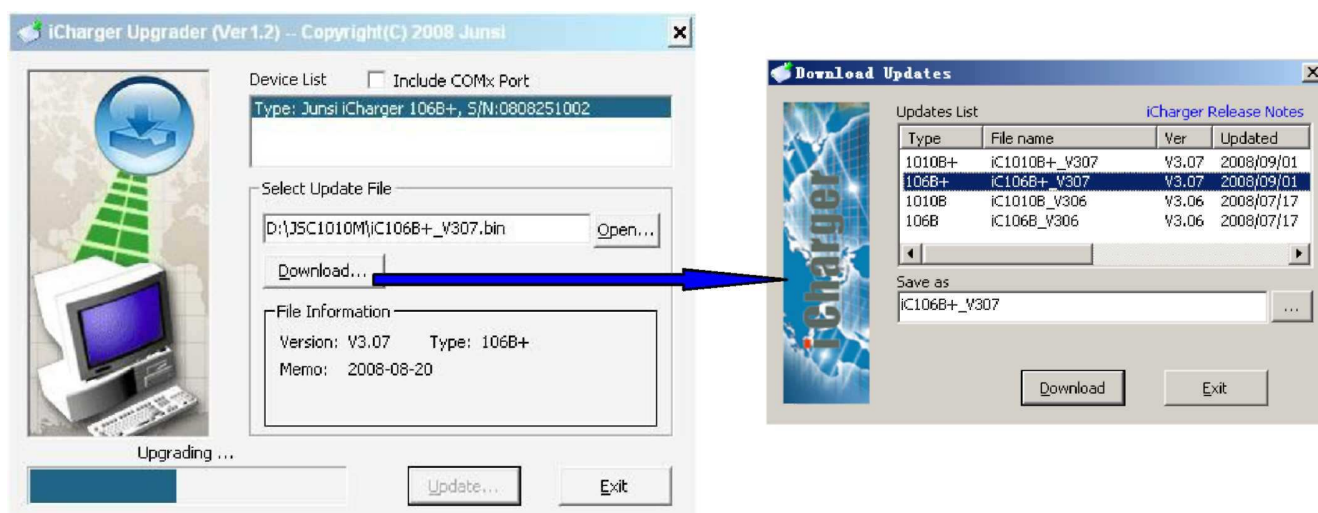 iCharger Upgrader (Ver1.2) -- Copyright(C) 2008 Junsi
Device List Include COMx Port
Type: Junsi iCharger 106B+, S/N:0808251002
Select Update File
D:\JSC1010M\iC106B+_V307.bin Open...
Download...
File Information
Version: V3.07 Type: 106B+
Memo: 2008-08-20
Upgrading ...
Update... Exit
Download Updates
iCharger
Updates List iCharger Release Notes
Type File name Ver Updated
1010B+ iC1010B+_V307 V3.07 2008/09/01
106B+ iC106B+_V307 V3.07 2008/09/01
1010B iC1010B_V306 V3.06 2008/07/17
106B iC106B_V306 V3.06 2008/07/17
Save as
iC106B+_V307 ...
Download Exit